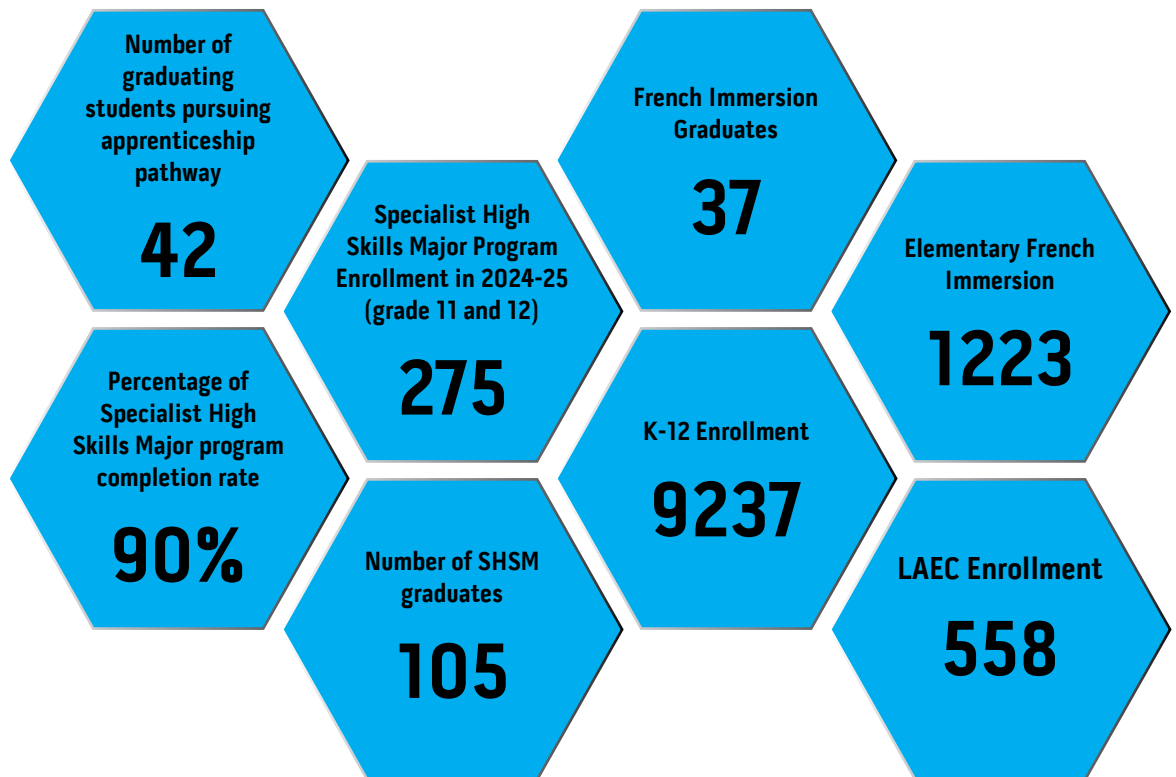 Number of
graduating
students pursuing
apprenticeship
pathway
42
French Immersion
Graduates
37
Specialist High
Skills Major Program
Enrollment in 2024-25
(grade 11 and 12)
275
Elementary French
Immersion
1223
Percentage of
Specialist High
Skills Major program
completion rate
90%
K-12 Enrollment
9237
Number of SHSM
graduates
105
LAEC Enrollment
558